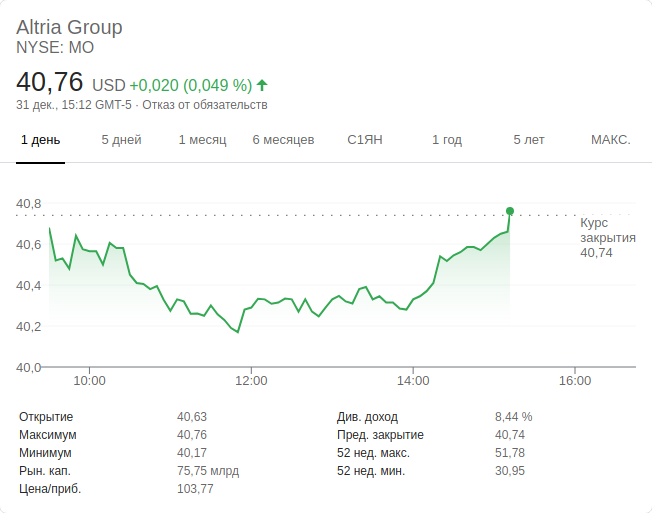 Altria Group
NYSE: MO
40,76 USD +0,020 (0,049 %)
31 дек., 15:12 GMT-5 · Отказ от обязательств
1 день 5 дней 1 месяц 6 месяцев С1ЯН 1 год 5 лет МАКС.
40,8
40,6
40,4
40,2
40,0
Курс
закрытия
40,74
10:00 12:00 14:00 16:00
Открытие 40,63 Див. доход 8,44 %
Максимум 40,76 Пред. закрытие 40,74
Минимум 40,17 52 нед. макс. 51,78
Рын. кап. 75,75 млрд 52 нед. мин. 30,95
Цена/приб. 103,77